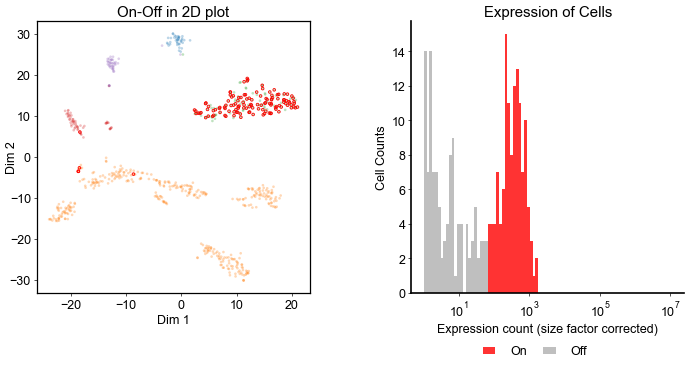 On-Off in 2D plot
30
20
10
0
−10
−20
−30
Dim 2
−20 −10 0 10 20
Dim 1
Expression of Cells
14
12
10
8
6
4
2
0
Cell Counts
10^1 10^3 10^5 10^7
Expression count (size factor corrected)
On Off